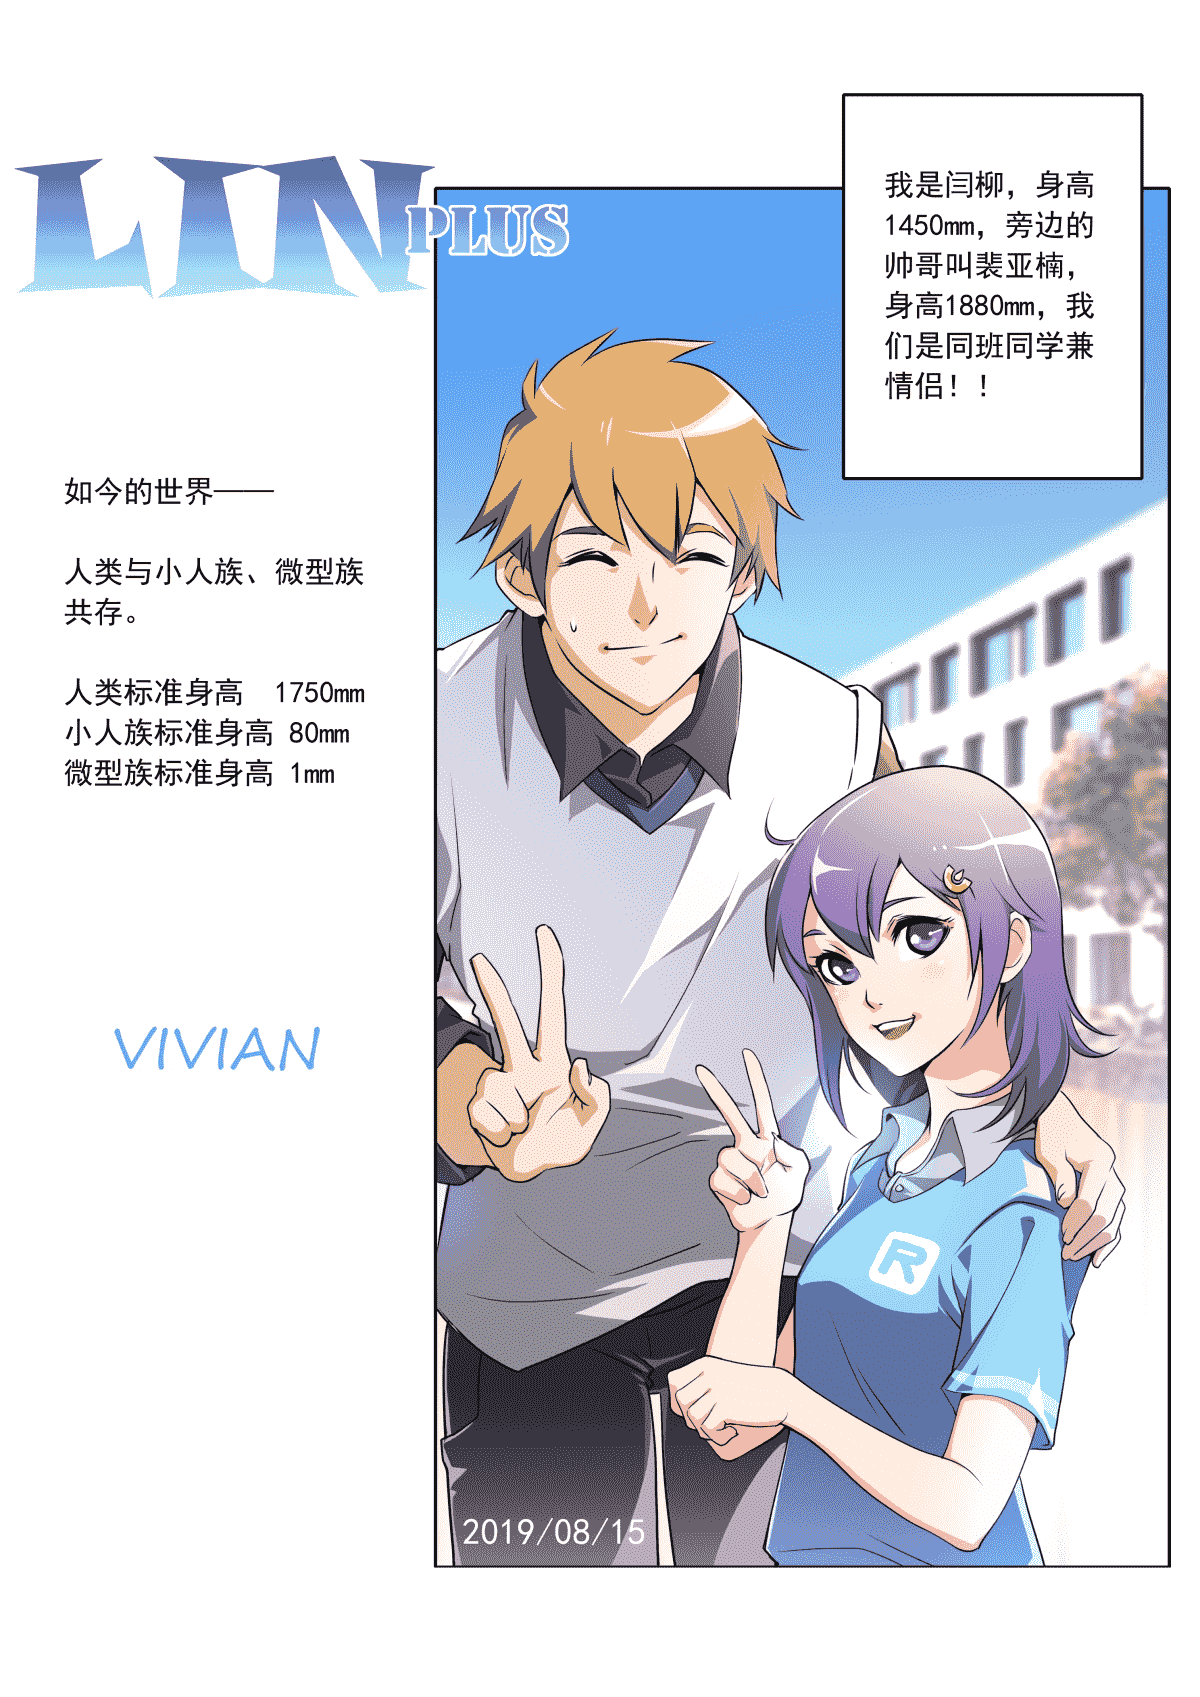 LIN
PLUS
我是闫柳，身高
1450mm，旁边的
帅哥叫裴亚楠，
身高1880mm，我
们是同班同学兼
情侣！！
如今的世界——
人类与小人族、微型族
共存。
人类标准身高 1750mm
小人族标准身高 80mm
微型族标准身高 1mm
VIVIAN
R
2019/08/15